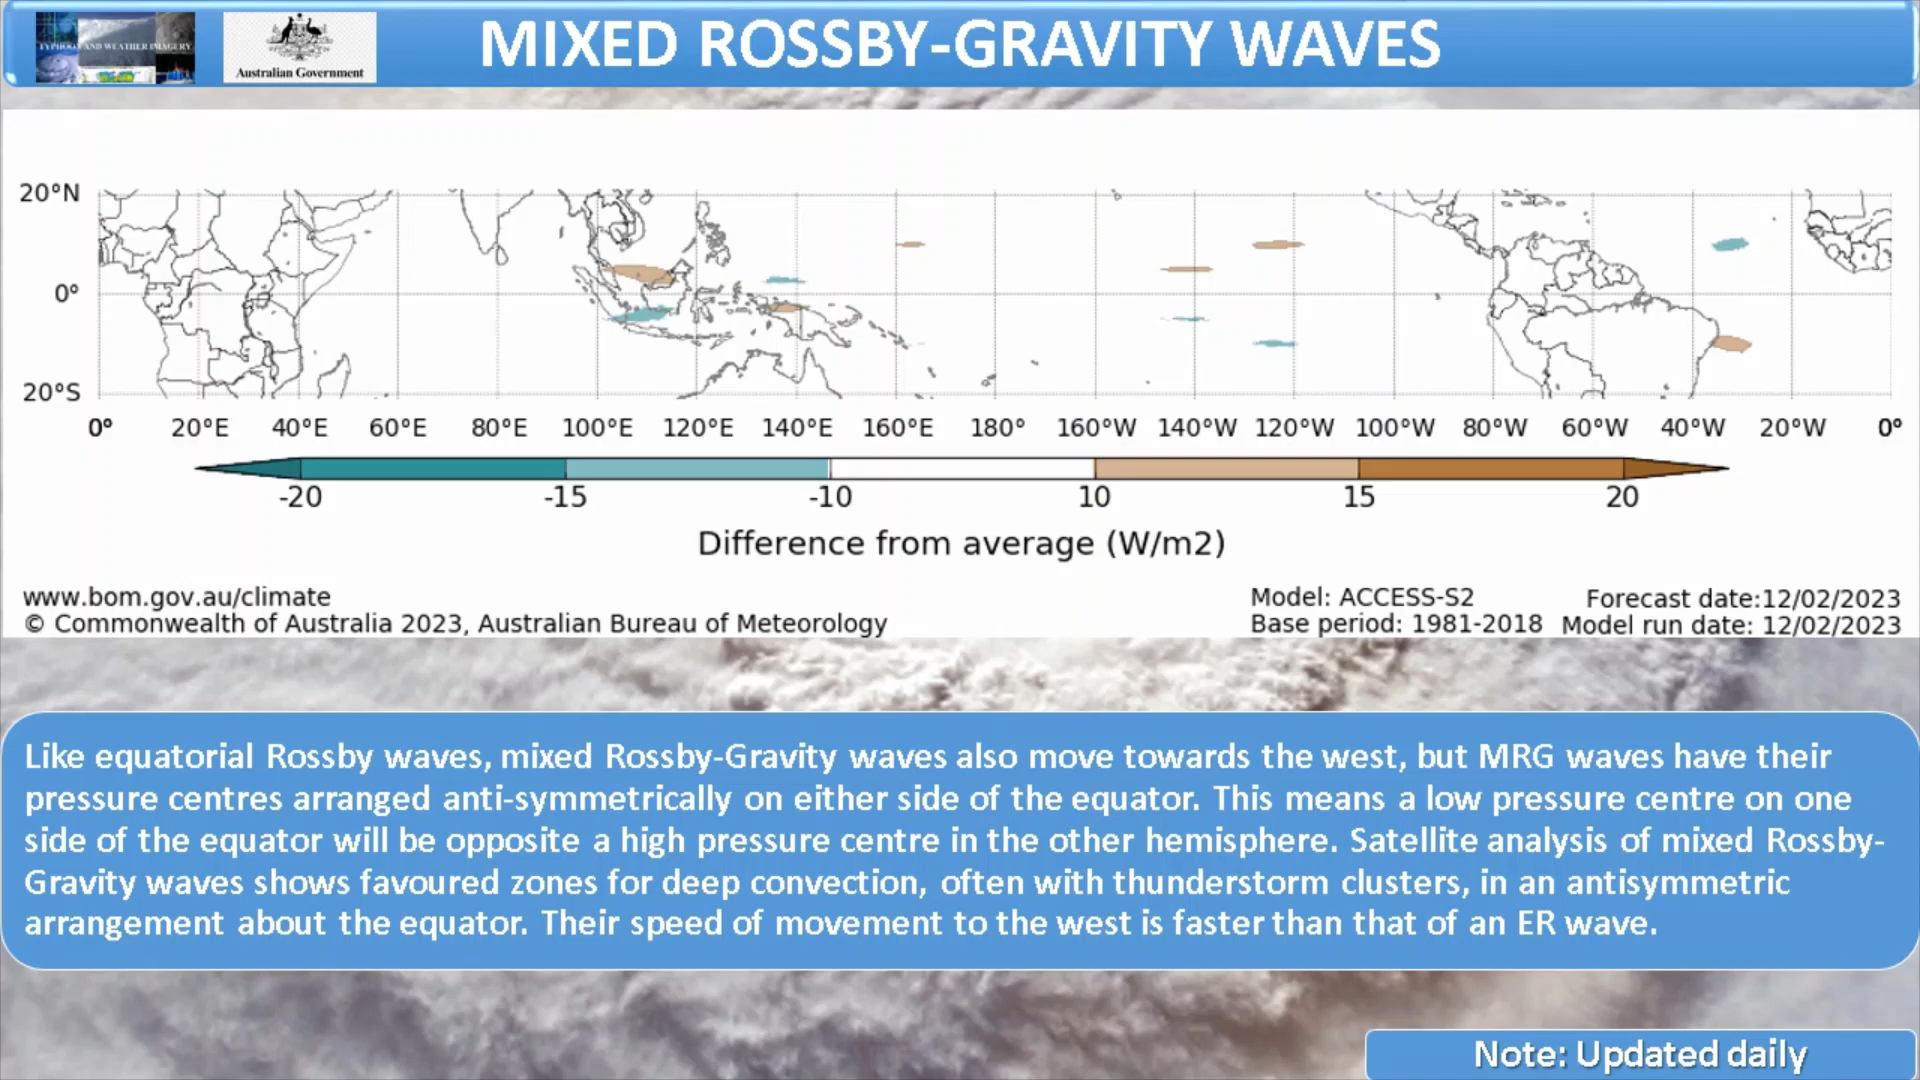 TYPHOON AND WEATHER IMAGERY
Australian Government
MIXED ROSSBY-GRAVITY WAVES
20°N
0°
20°S
0° 20°E 40°E 60°E 80°E 100°E 120°E 140°E 160°E 180° 160°W 140°W 120°W 100°W 80°W 60°W 40°W 20°W 0°
-20 -15 -10 10 15 20
Difference from average (W/m2)
www.bom.gov.au/climate
© Commonwealth of Australia 2023, Australian Bureau of Meteorology
Model: ACCESS-S2 Forecast date:12/02/2023
Base period: 1981-2018 Model run date: 12/02/2023
Like equatorial Rossby waves, mixed Rossby-Gravity waves also move towards the west, but MRG waves have their
pressure centres arranged anti-symmetrically on either side of the equator. This means a low pressure centre on one
side of the equator will be opposite a high pressure centre in the other hemisphere. Satellite analysis of mixed Rossby-
Gravity waves shows favoured zones for deep convection, often with thunderstorm clusters, in an antisymmetric
arrangement about the equator. Their speed of movement to the west is faster than that of an ER wave.
Note: Updated daily